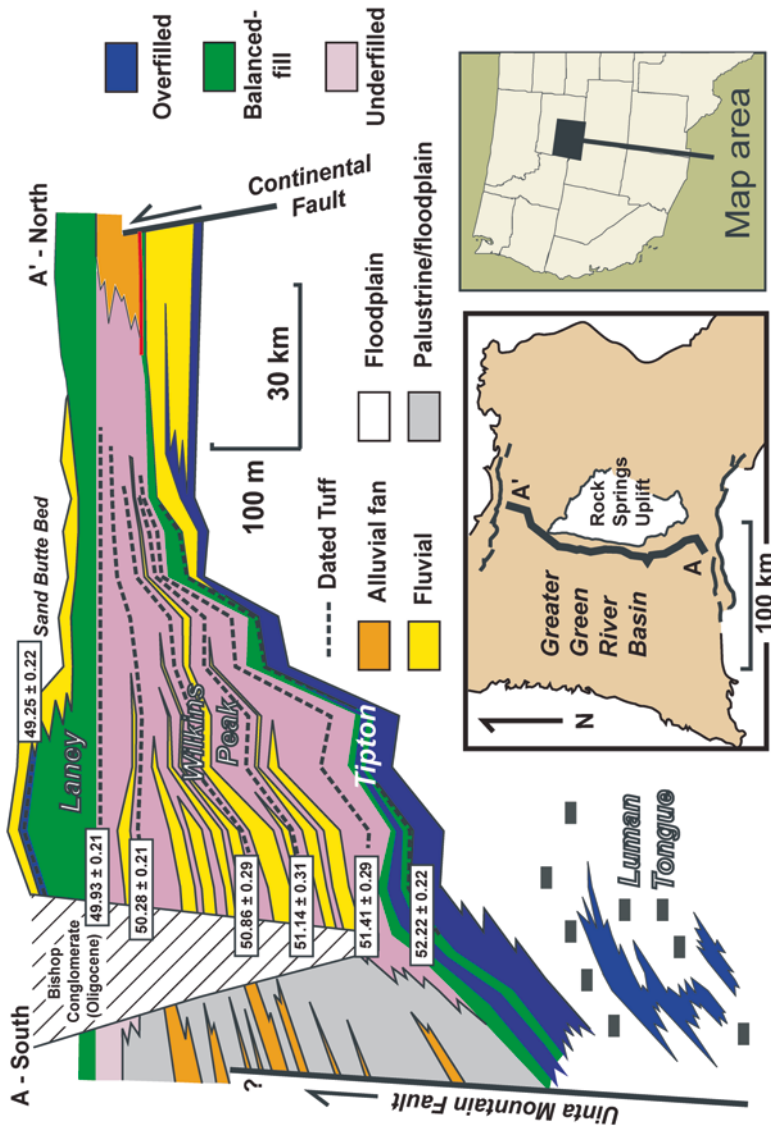 A - South
A' - North
Bishop
Conglomerate
(Oligocene)
49.25 ± 0.22
Sand Butte Bed
Laney
49.93 ± 0.21
50.28 ± 0.21
Wilkins
Peak
50.86 ± 0.29
51.14 ± 0.31
51.41 ± 0.29
Tipton
52.22 ± 0.22
?
Uinta Mountain Fault
Continental
Fault
Luman
Tongue
100 m
30 km
Overfilled
Balanced-
fill
Underfilled
Dated Tuff
Alluvial fan
Fluvial
Floodplain
Palustrine/floodplain
N
Greater
Green
River
Basin
A'
Rock
Springs
Uplift
A
100 km
Map area